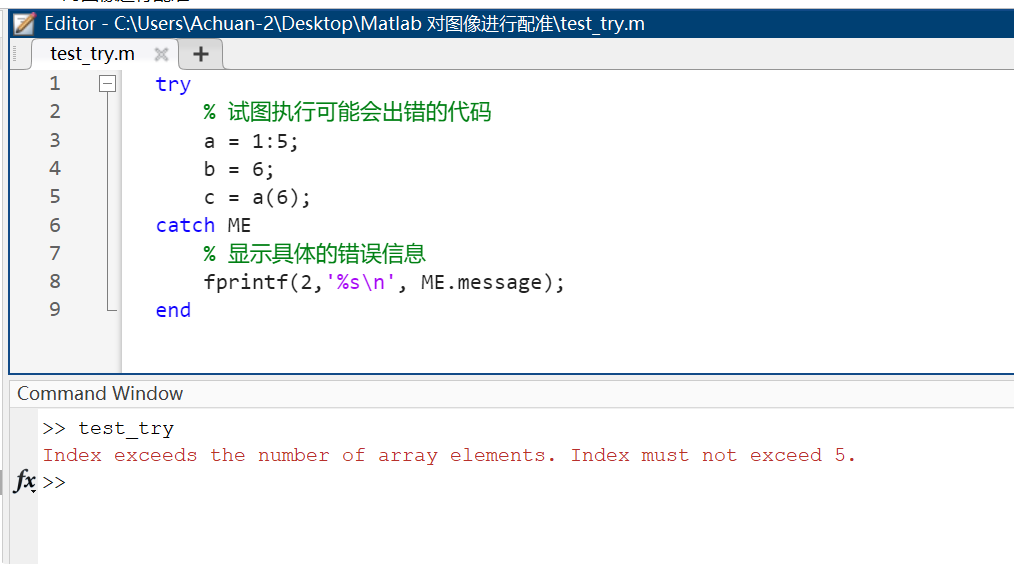 Editor - C:\Users\Achuan-2\Desktop\Matlab 对图像进行配准\test_try.m
test_try.m
1 try
2 % 试图执行可能会出错的代码
3 a = 1:5;
4 b = 6;
5 c = a(6);
6 catch ME
7 % 显示具体的错误信息
8 fprintf(2,'%s\n', ME.message);
9 end
Command Window
>> test_try
Index exceeds the number of array elements. Index must not exceed 5.
fx >>